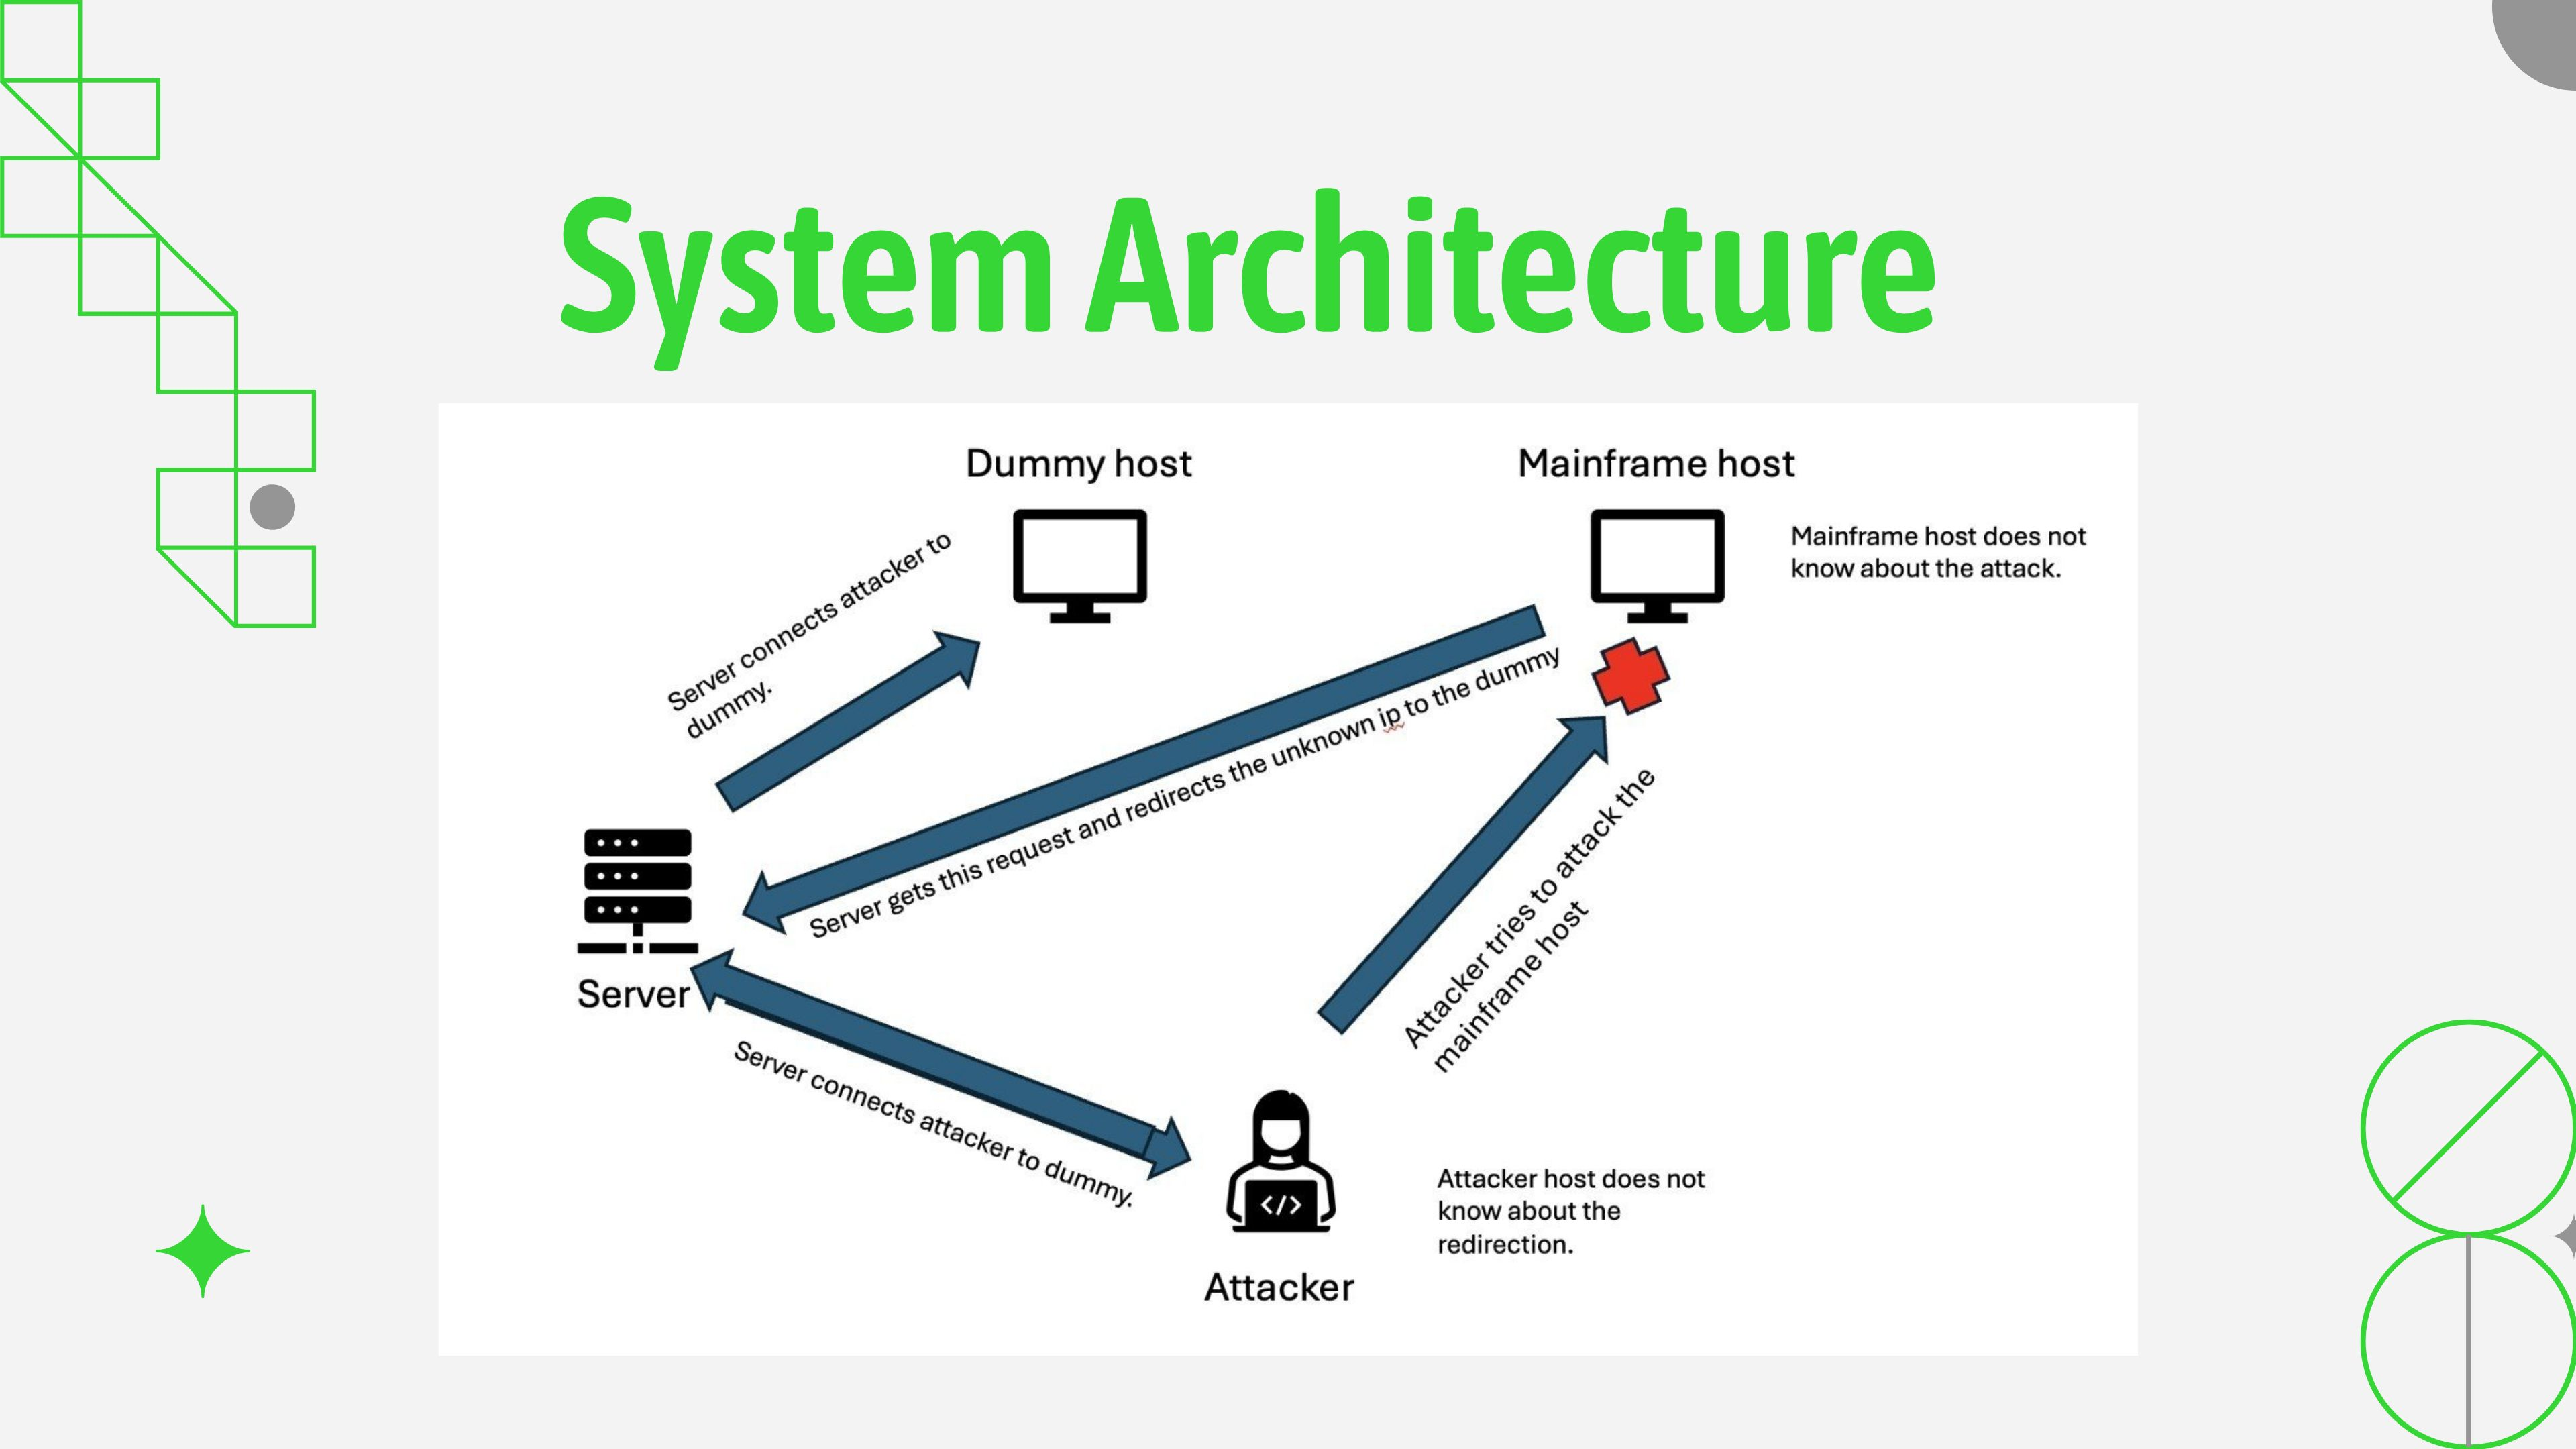 System Architecture
Dummy host
Mainframe host
Mainframe host does not
know about the attack.
Server connects attacker to
dummy.
Server gets this request and redirects the unknown ip to the dummy
Attacker tries to attack the
mainframe host
Server
Server connects attacker to dummy.
</>
Attacker host does not
know about the
redirection.
Attacker